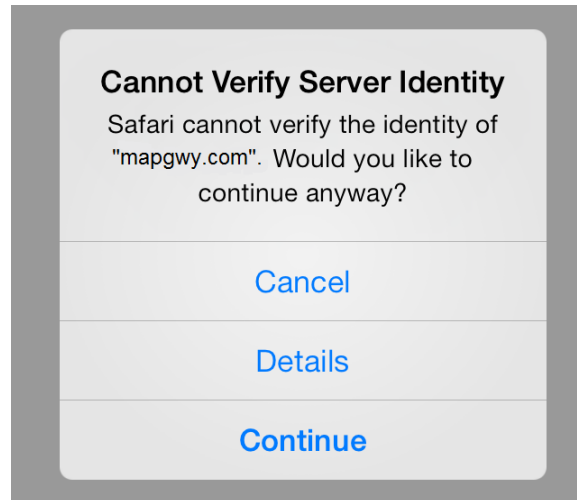 Cannot Verify Server Identity
Safari cannot verify the identity of
"mapgwy.com". Would you like to
continue anyway?
Cancel
Details
Continue